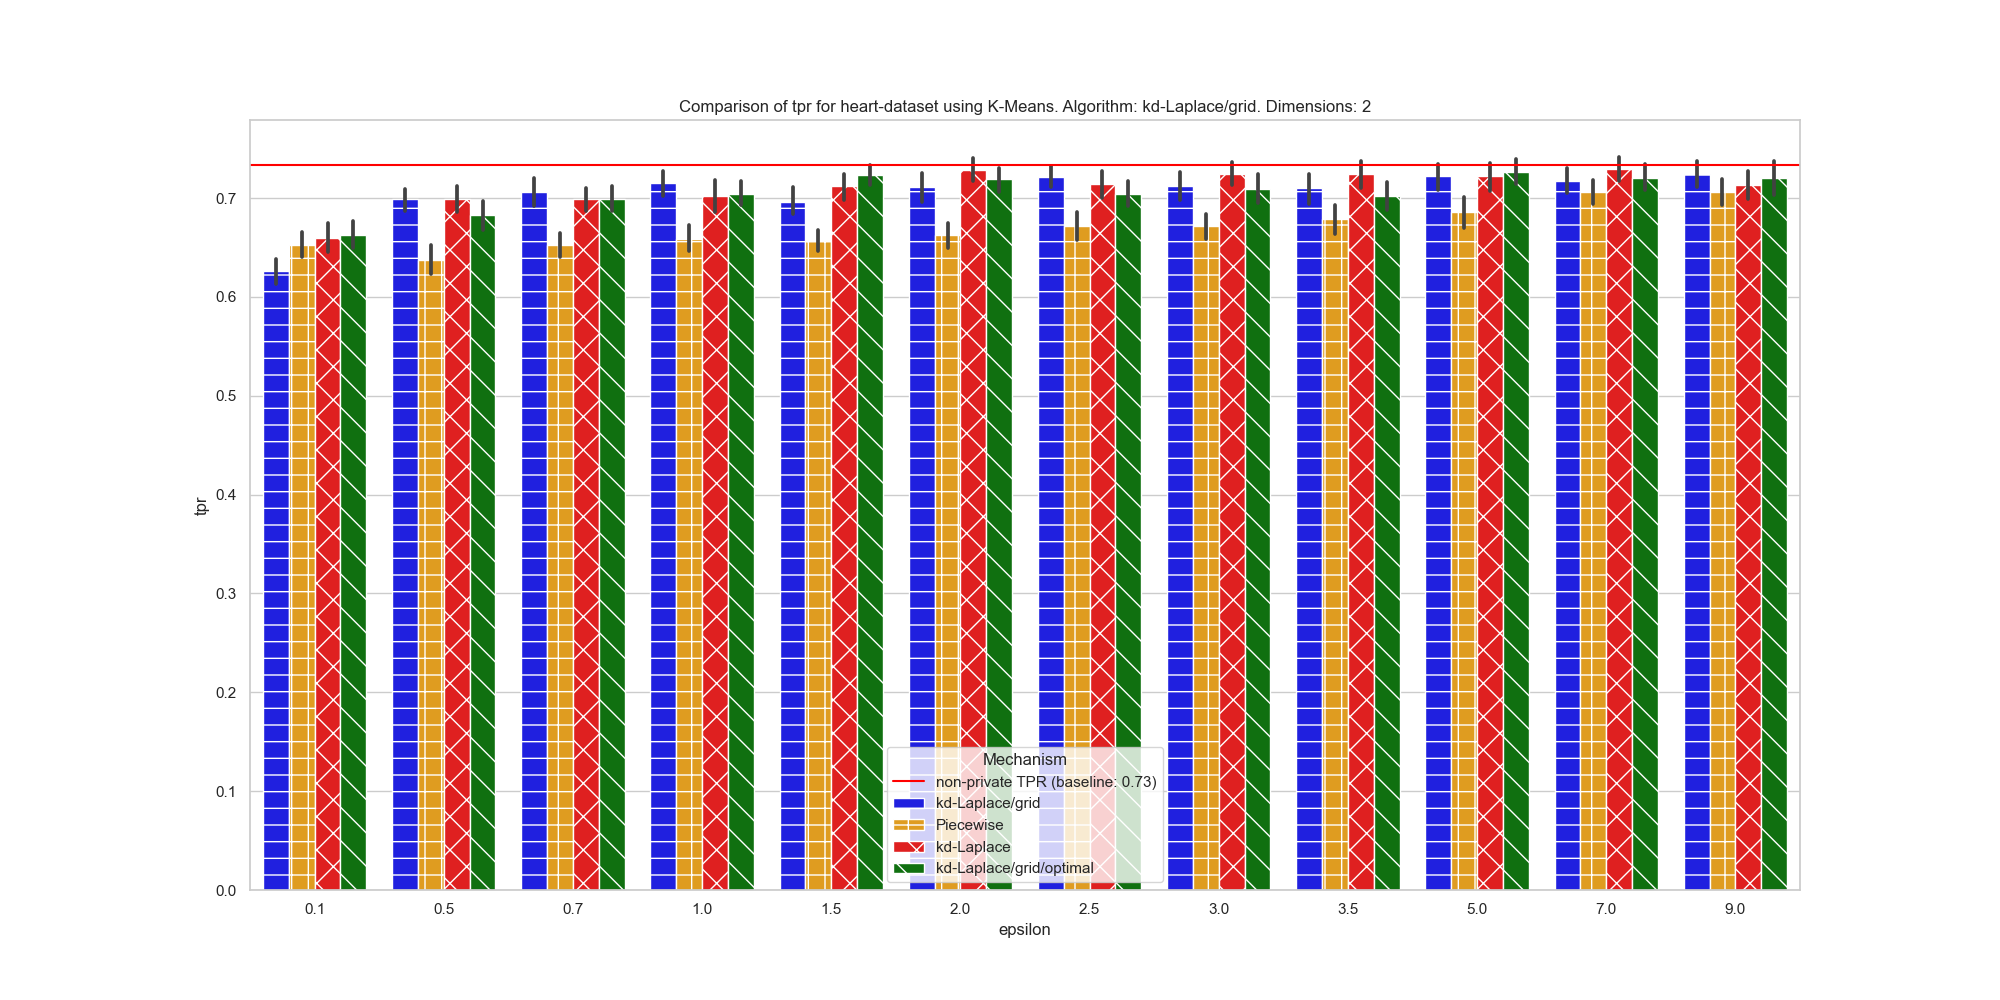 Comparison of tpr for heart-dataset using K-Means. Algorithm: kd-Laplace/grid. Dimensions: 2
tpr
0.7
0.6
0.5
0.4
0.3
0.2
0.1
0.0
Mechanism
non-private TPR (baseline: 0.73)
kd-Laplace/grid
Piecewise
kd-Laplace
kd-Laplace/grid/optimal
0.1 0.5 0.7 1.0 1.5 2.0 2.5 3.0 3.5 5.0 7.0 9.0
epsilon